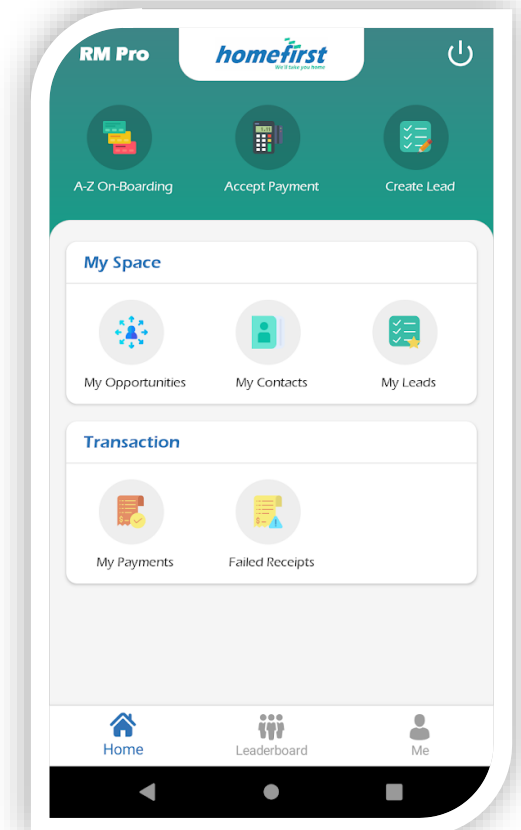 RM Pro
homefirst
We'll take you home
A-Z On-Boarding
Accept Payment
Create Lead
My Space
My Opportunities
My Contacts
My Leads
Transaction
My Payments
Failed Receipts
Home
Leaderboard
Me